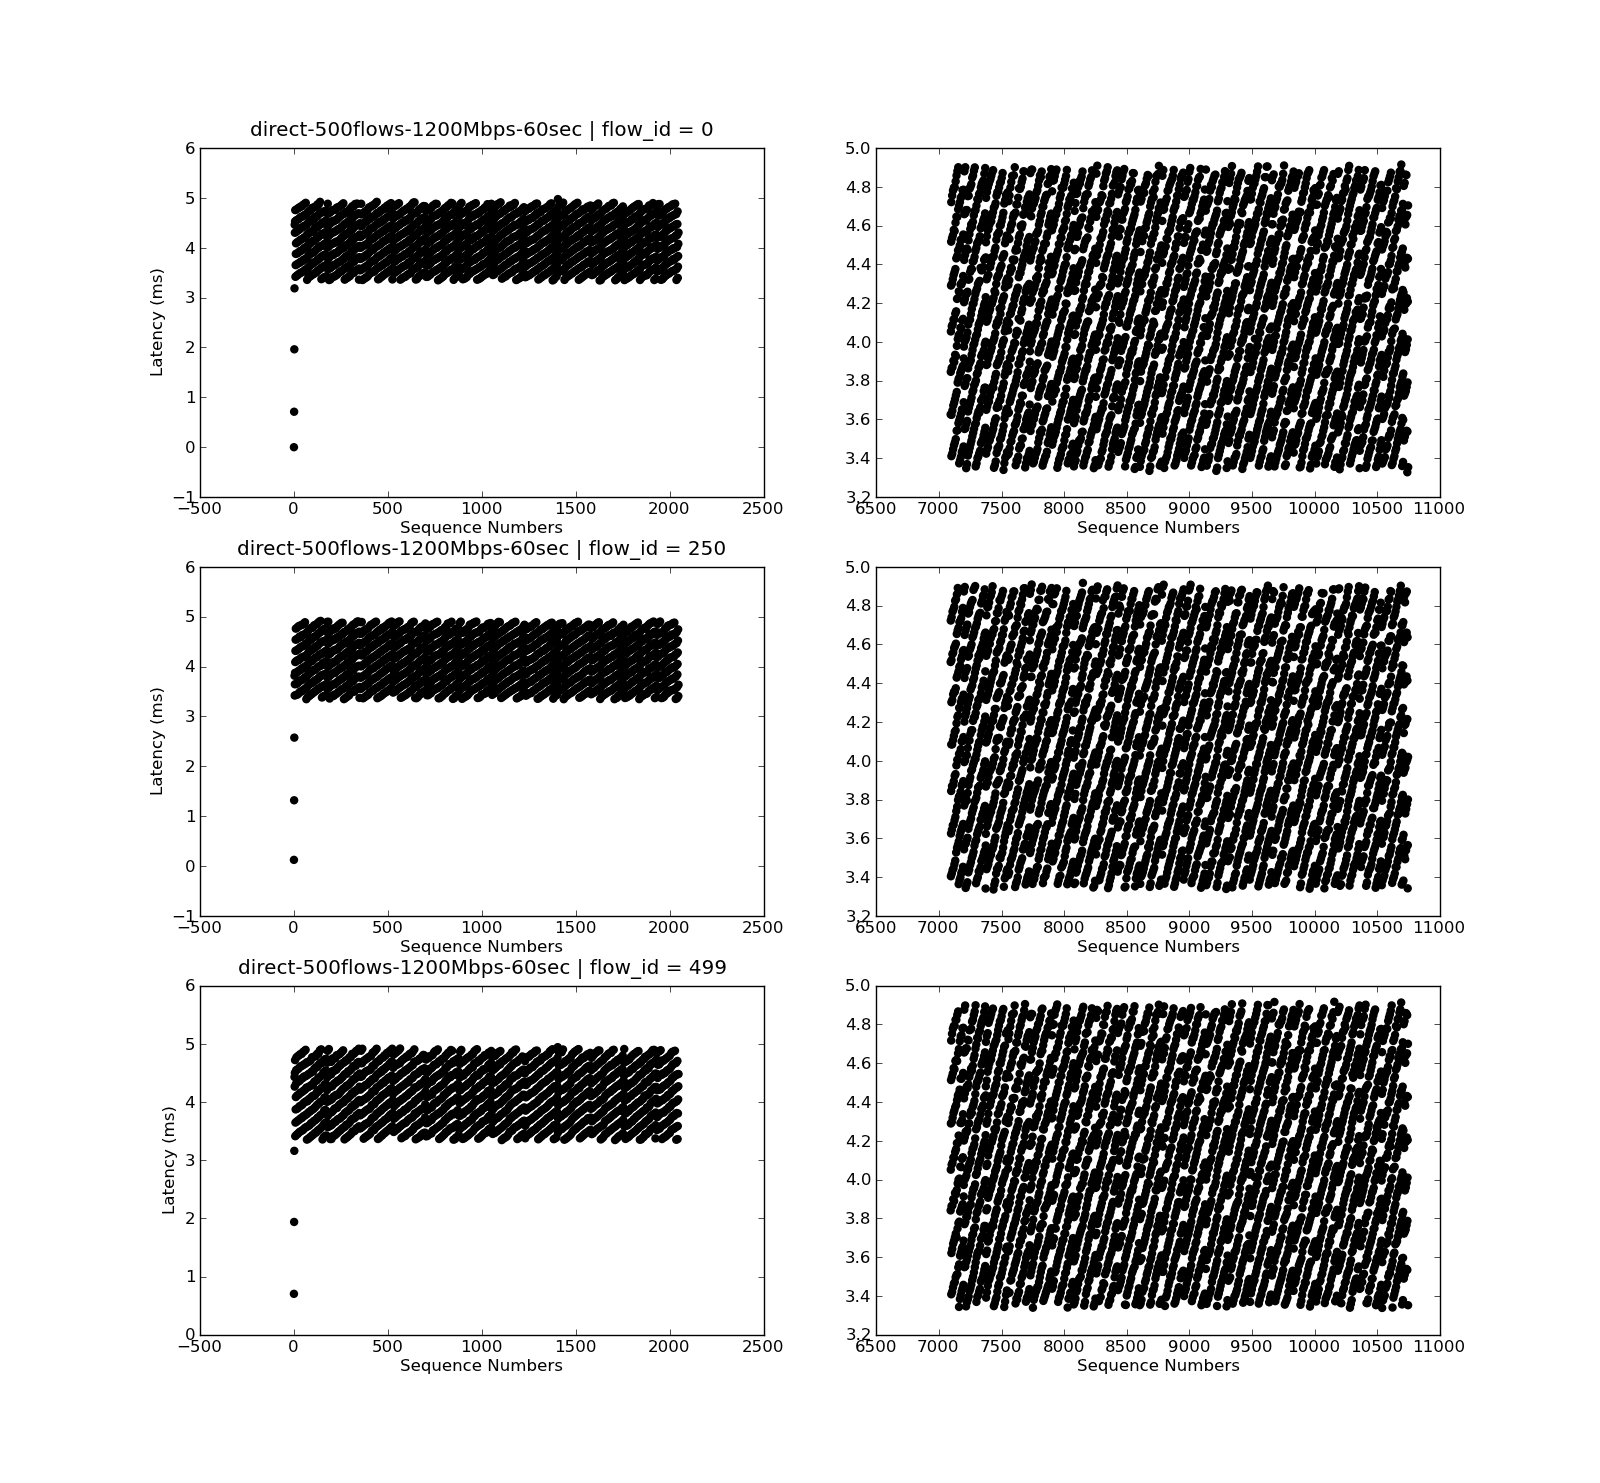 direct-500flows-1200Mbps-60sec | flow_id = 0
6
5
4
3
2
1
0
−1
Latency (ms)
−500 0 500 1000 1500 2000 2500
Sequence Numbers
5.0
4.8
4.6
4.4
4.2
4.0
3.8
3.6
3.4
3.2
6500 7000 7500 8000 8500 9000 9500 10000 10500 11000
Sequence Numbers
direct-500flows-1200Mbps-60sec | flow_id = 250
6
5
4
3
2
1
0
−1
Latency (ms)
−500 0 500 1000 1500 2000 2500
Sequence Numbers
5.0
4.8
4.6
4.4
4.2
4.0
3.8
3.6
3.4
3.2
6500 7000 7500 8000 8500 9000 9500 10000 10500 11000
Sequence Numbers
direct-500flows-1200Mbps-60sec | flow_id = 499
6
5
4
3
2
1
0
Latency (ms)
−500 0 500 1000 1500 2000 2500
Sequence Numbers
5.0
4.8
4.6
4.4
4.2
4.0
3.8
3.6
3.4
3.2
6500 7000 7500 8000 8500 9000 9500 10000 10500 11000
Sequence Numbers